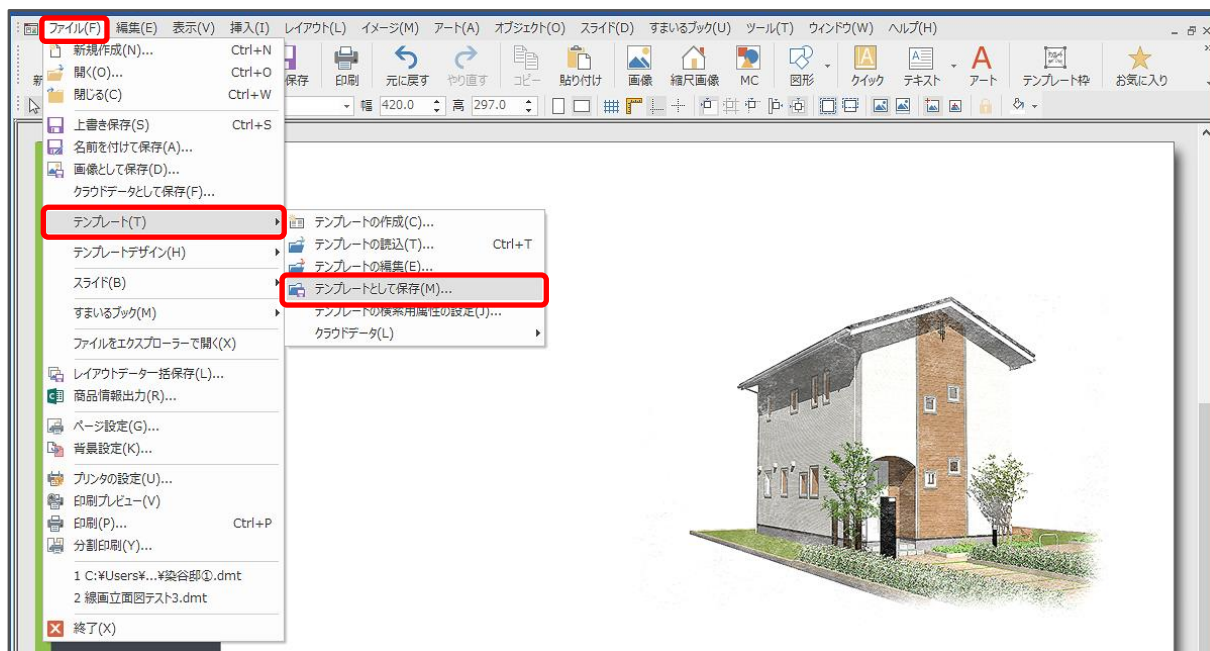 ファイル(F) 編集(E) 表示(V) 挿入(I) レイアウト(L) イメージ(M) アート(A) オブジェクト(O) スライド(D) すまいるブック(U) ツール(T) ウィンドウ(W) ヘルプ(H)
保存 印刷 元に戻す やり直す コピー 貼り付け 画像 縮尺画像 MC 図形 クイック テキスト アート テンプレート枠 お気に入り
幅 420.0 高 297.0
新規作成(N)... Ctrl+N
開く(O)... Ctrl+O
閉じる(C) Ctrl+W
上書き保存(S) Ctrl+S
名前を付けて保存(A)...
画像として保存(D)...
クラウドデータとして保存(F)...
テンプレート(T)
テンプレートデザイン(H)
スライド(B)
すまいるブック(M)
ファイルをエクスプローラーで開く(X)
レイアウトデータ一括保存(L)...
商品情報出力(R)...
ページ設定(G)...
背景設定(K)...
プリンタの設定(U)...
印刷プレビュー(V)
印刷(P)... Ctrl+P
分割印刷(Y)...
1 C:¥Users¥...¥染谷邸①.dmt
2 線画立面図テスト3.dmt
終了(X)
テンプレートの作成(C)...
テンプレートの読込(T)... Ctrl+T
テンプレートの編集(E)...
テンプレートとして保存(M)...
テンプレートの検索用属性の設定(J)...
クラウドデータ(L)